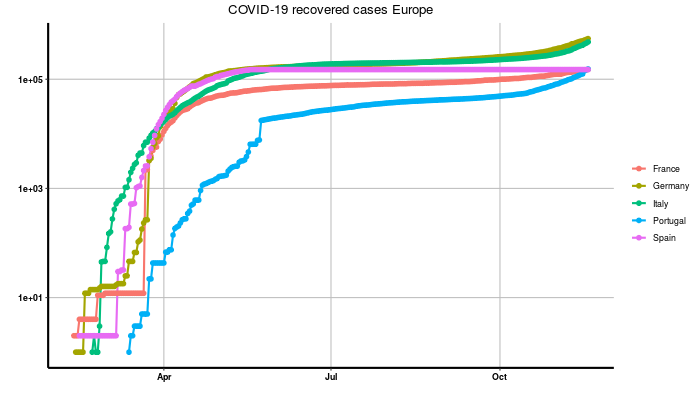 COVID-19 recovered cases Europe
1e+05
1e+03
1e+01
Apr
Jul
Oct
France
Germany
Italy
Portugal
Spain